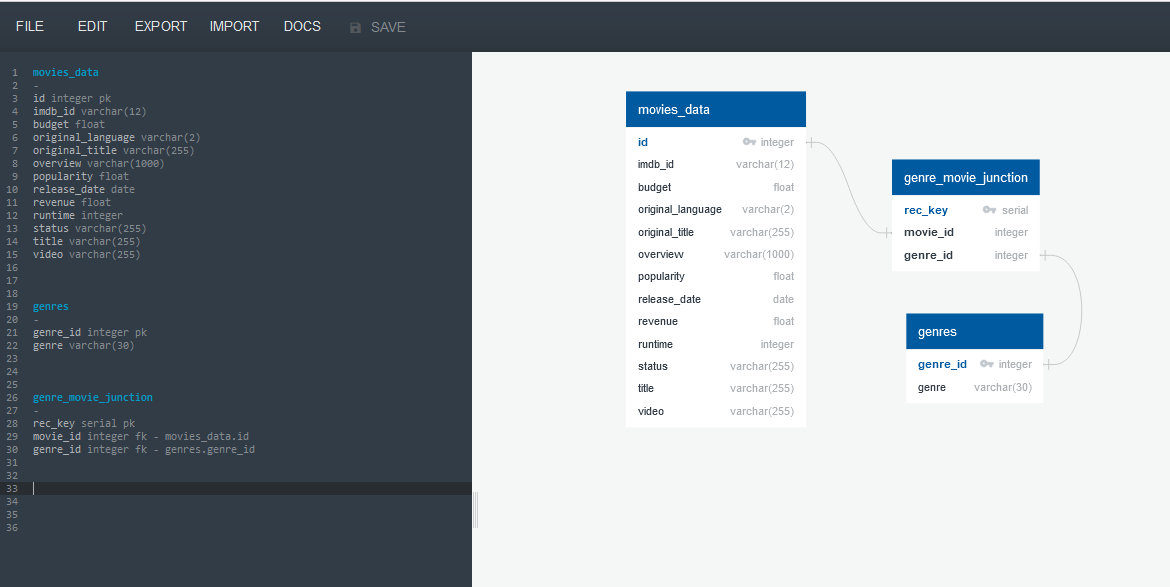 FILE EDIT EXPORT IMPORT DOCS SAVE
1 movies_data
2 -
3 id integer pk
4 imdb_id varchar(12)
5 budget float
6 original_language varchar(2)
7 original_title varchar(255)
8 overview varchar(1000)
9 popularity float
10 release_date date
11 revenue float
12 runtime integer
13 status varchar(255)
14 title varchar(255)
15 video varchar(255)
16
17
18
19 genres
20 -
21 genre_id integer pk
22 genre varchar(30)
23
24
25
26 genre_movie_junction
27 -
28 rec_key serial pk
29 movie_id integer fk - movies_data.id
30 genre_id integer fk - genres.genre_id
31
32
33
34
35
36
movies_data
id integer
imdb_id varchar(12)
budget float
original_language varchar(2)
original_title varchar(255)
overview varchar(1000)
popularity float
release_date date
revenue float
runtime integer
status varchar(255)
title varchar(255)
video varchar(255)
genre_movie_junction
rec_key serial
movie_id integer
genre_id integer
genres
genre_id integer
genre varchar(30)